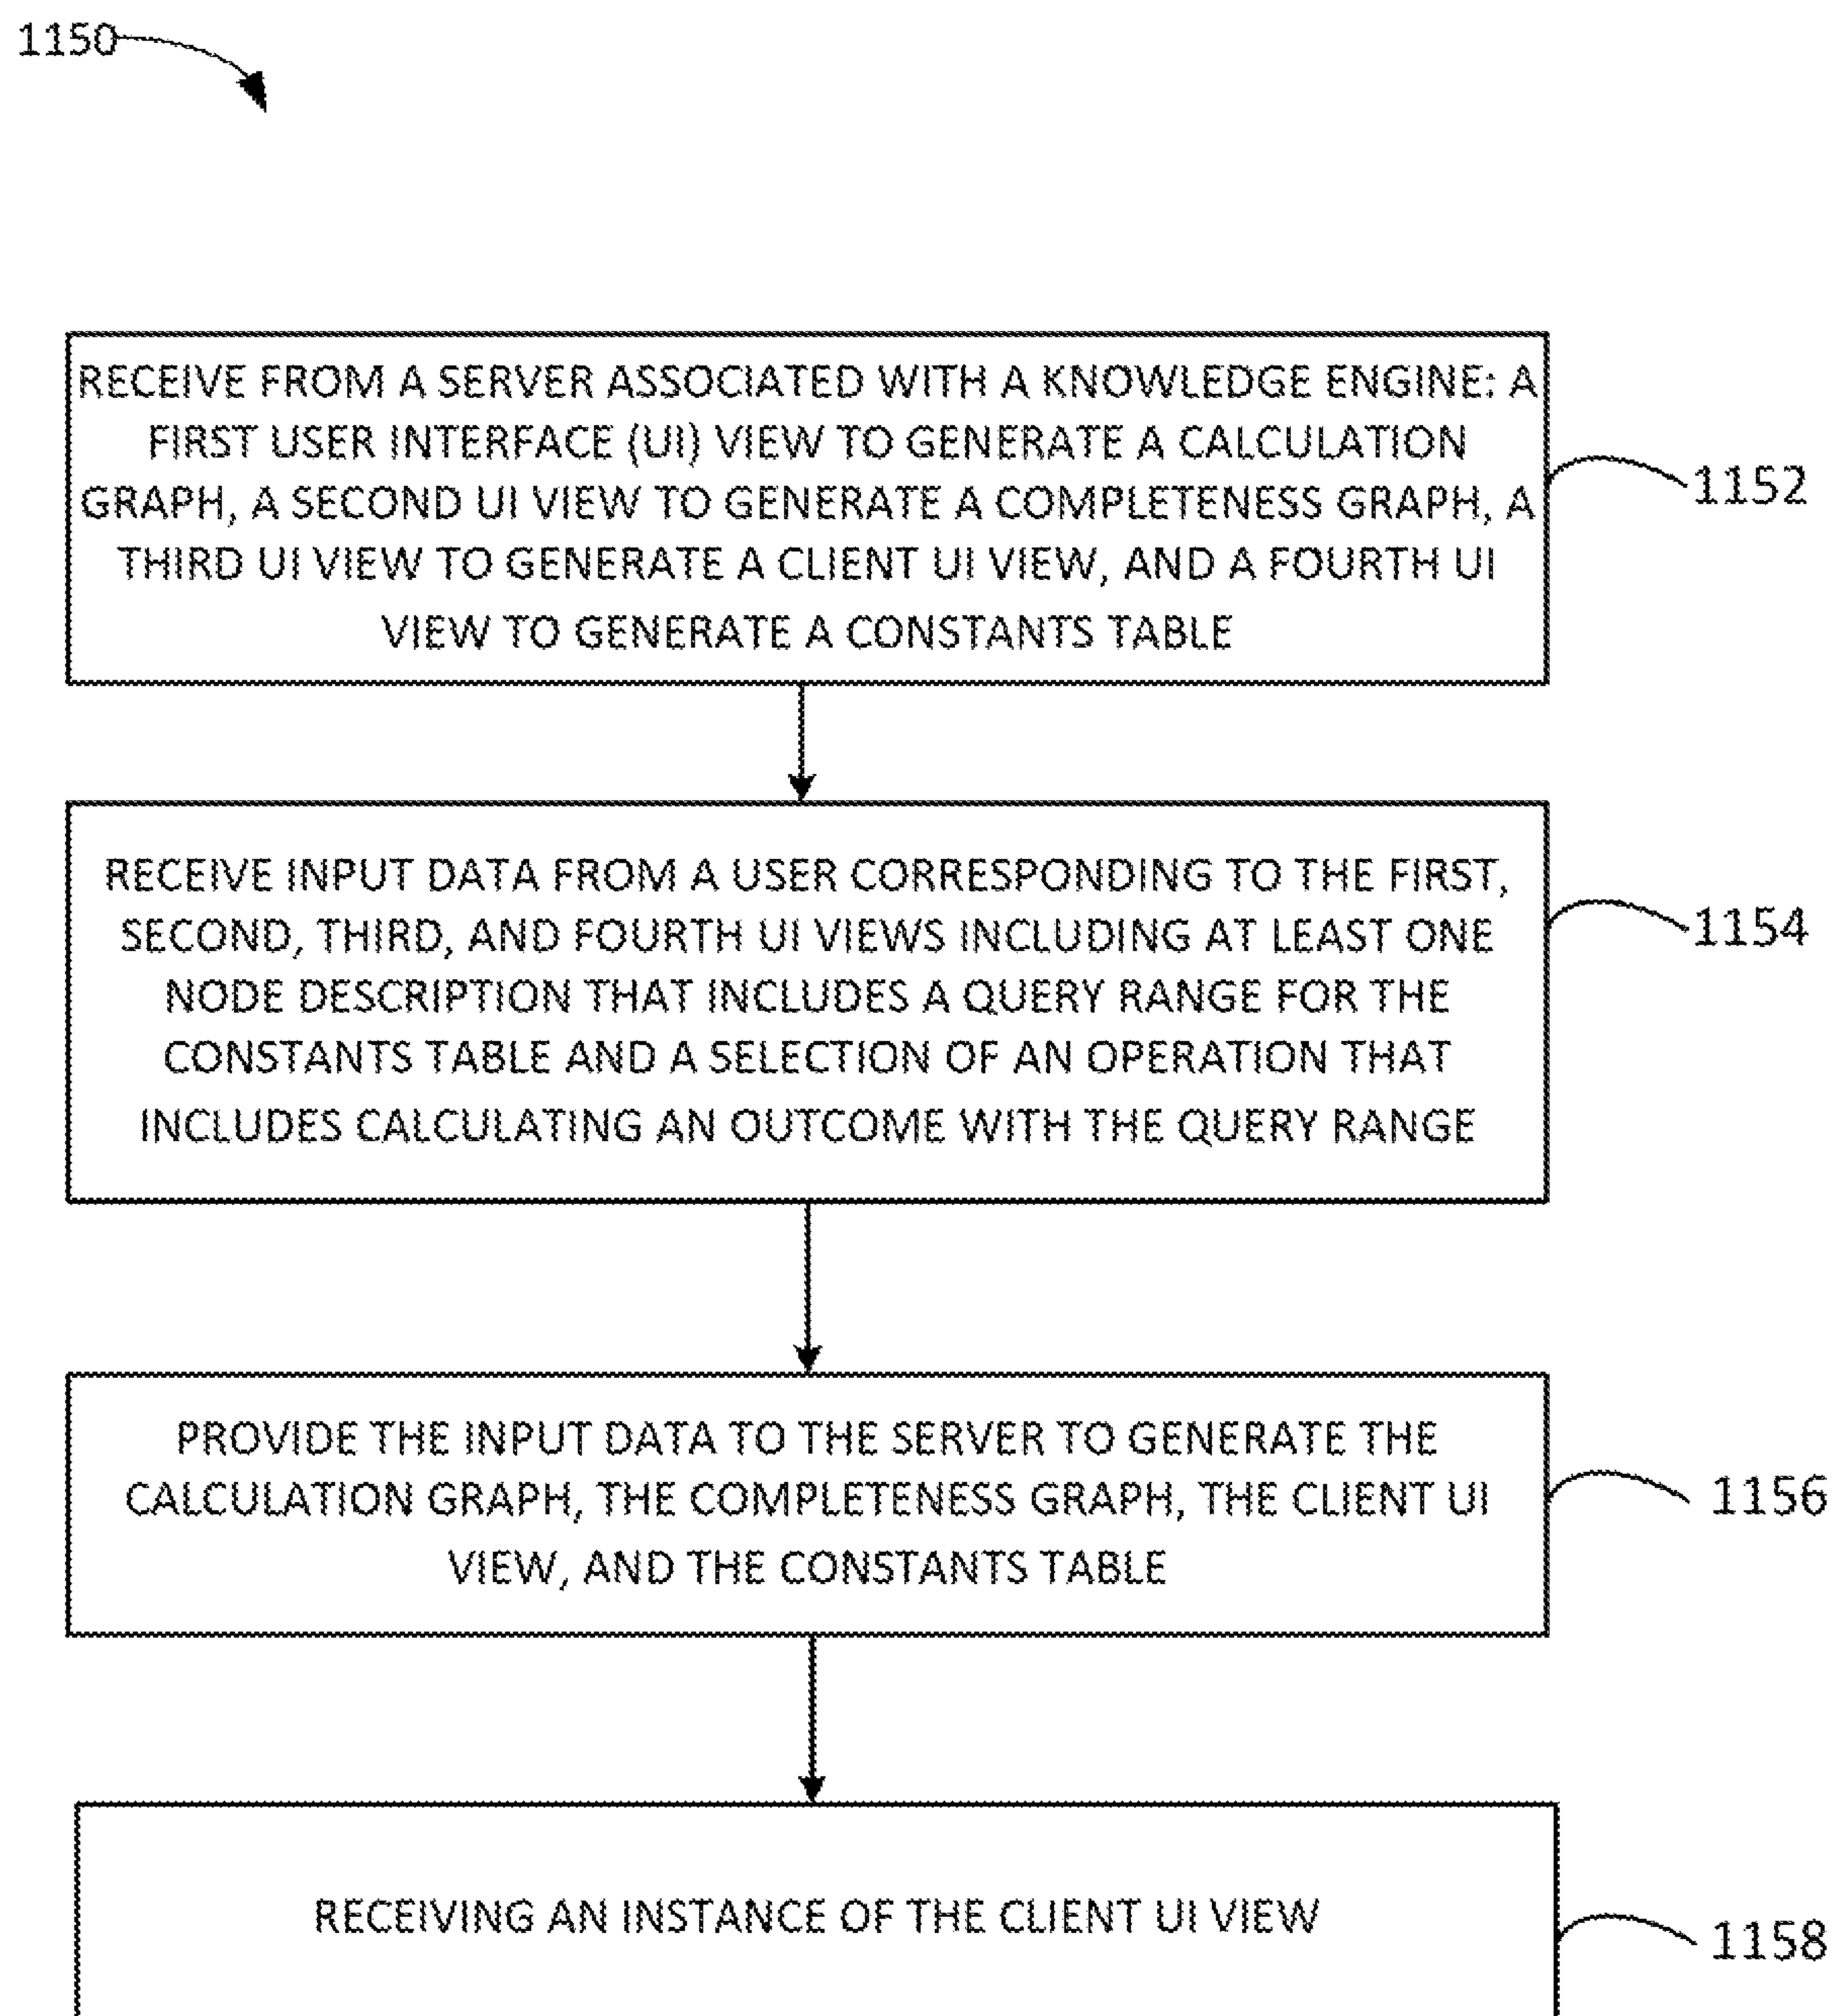 1150
RECEIVE FROM A SERVER ASSOCIATED WITH A KNOWLEDGE ENGINE: A
FIRST USER INTERFACE (UI) VIEW TO GENERATE A CALCULATION
GRAPH, A SECOND UI VIEW TO GENERATE A COMPLETENESS GRAPH, A
THIRD UI VIEW TO GENERATE A CLIENT UI VIEW, AND A FOURTH UI
VIEW TO GENERATE A CONSTANTS TABLE
1152
RECEIVE INPUT DATA FROM A USER CORRESPONDING TO THE FIRST,
SECOND, THIRD, AND FOURTH UI VIEWS INCLUDING AT LEAST ONE
NODE DESCRIPTION THAT INCLUDES A QUERY RANGE FOR THE
CONSTANTS TABLE AND A SELECTION OF AN OPERATION THAT
INCLUDES CALCULATING AN OUTCOME WITH THE QUERY RANGE
1154
PROVIDE THE INPUT DATA TO THE SERVER TO GENERATE THE
CALCULATION GRAPH, THE COMPLETENESS GRAPH, THE CLIENT UI
VIEW, AND THE CONSTANTS TABLE
1156
RECEIVING AN INSTANCE OF THE CLIENT UI VIEW
1158